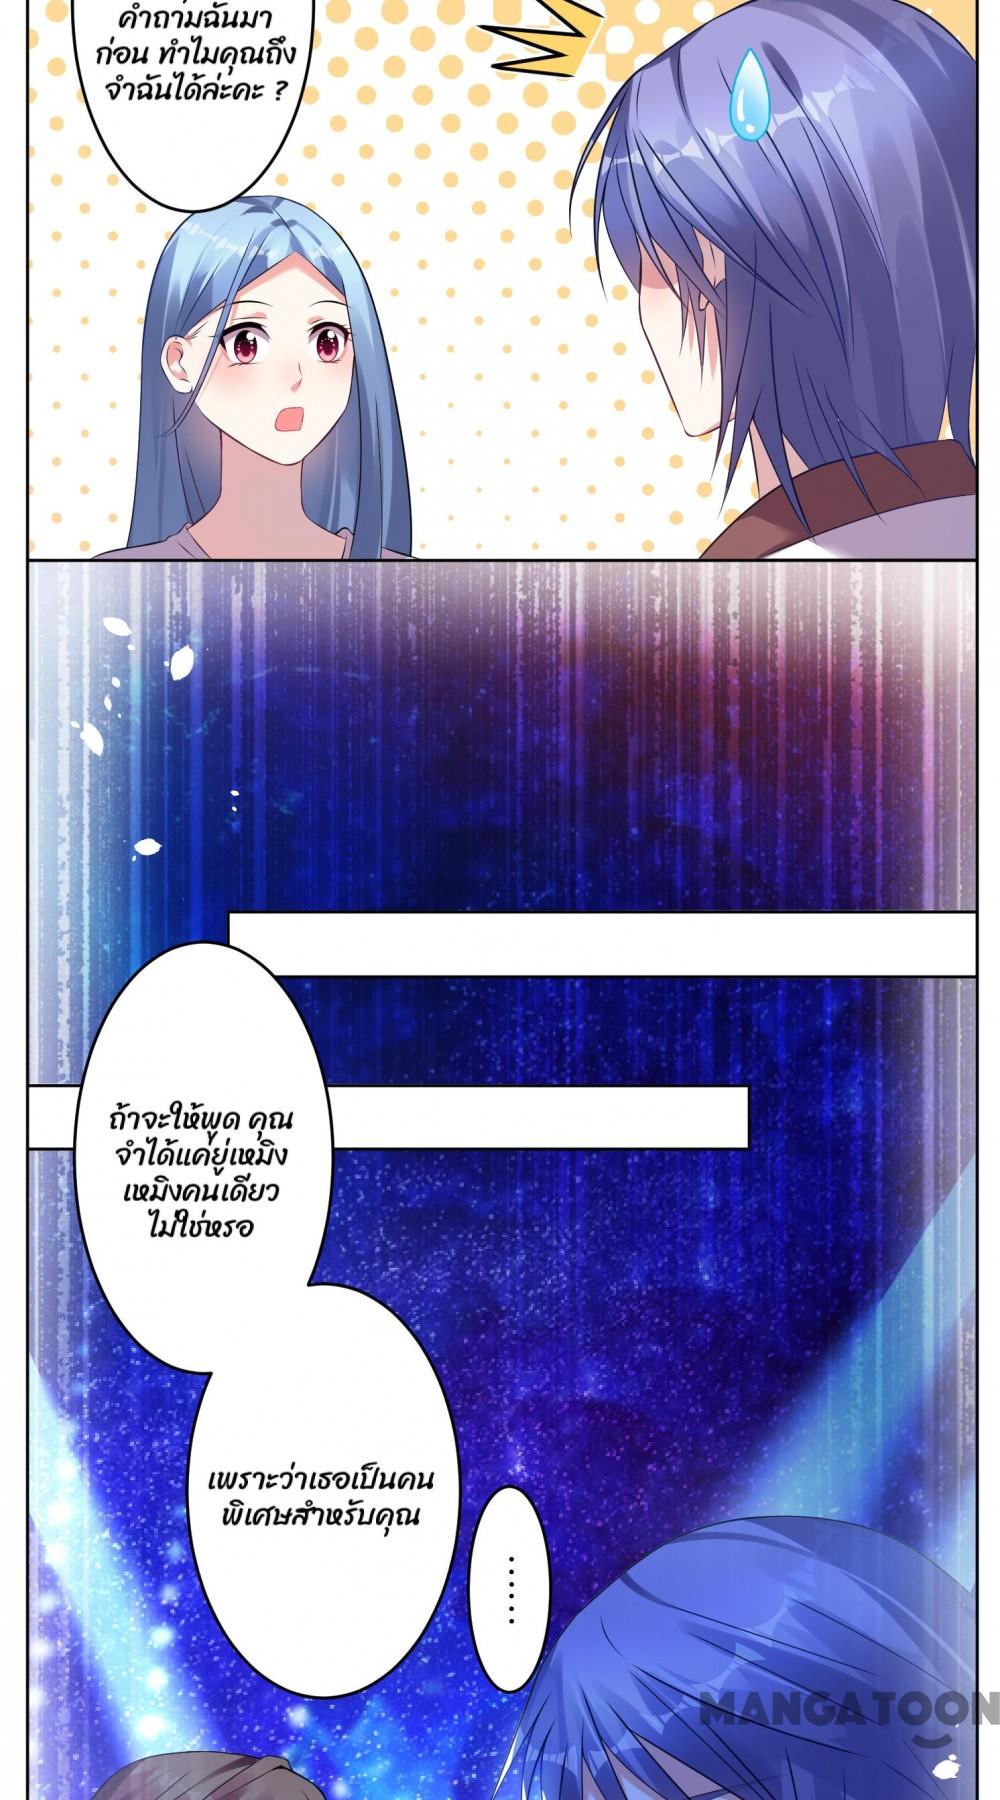 คำถามฉันมา
ก่อน ทำไมคุณถึง
จำฉันได้ล่ะคะ ?
ถ้าจะให้พูด คุณ
จำได้แค่ยู่เหมิง
เหมิงคนเดียว
ไม่ใช่หรอ
เพราะว่าเธอเป็นคน
พิเศษสำหรับคุณ
......
MANGATOON